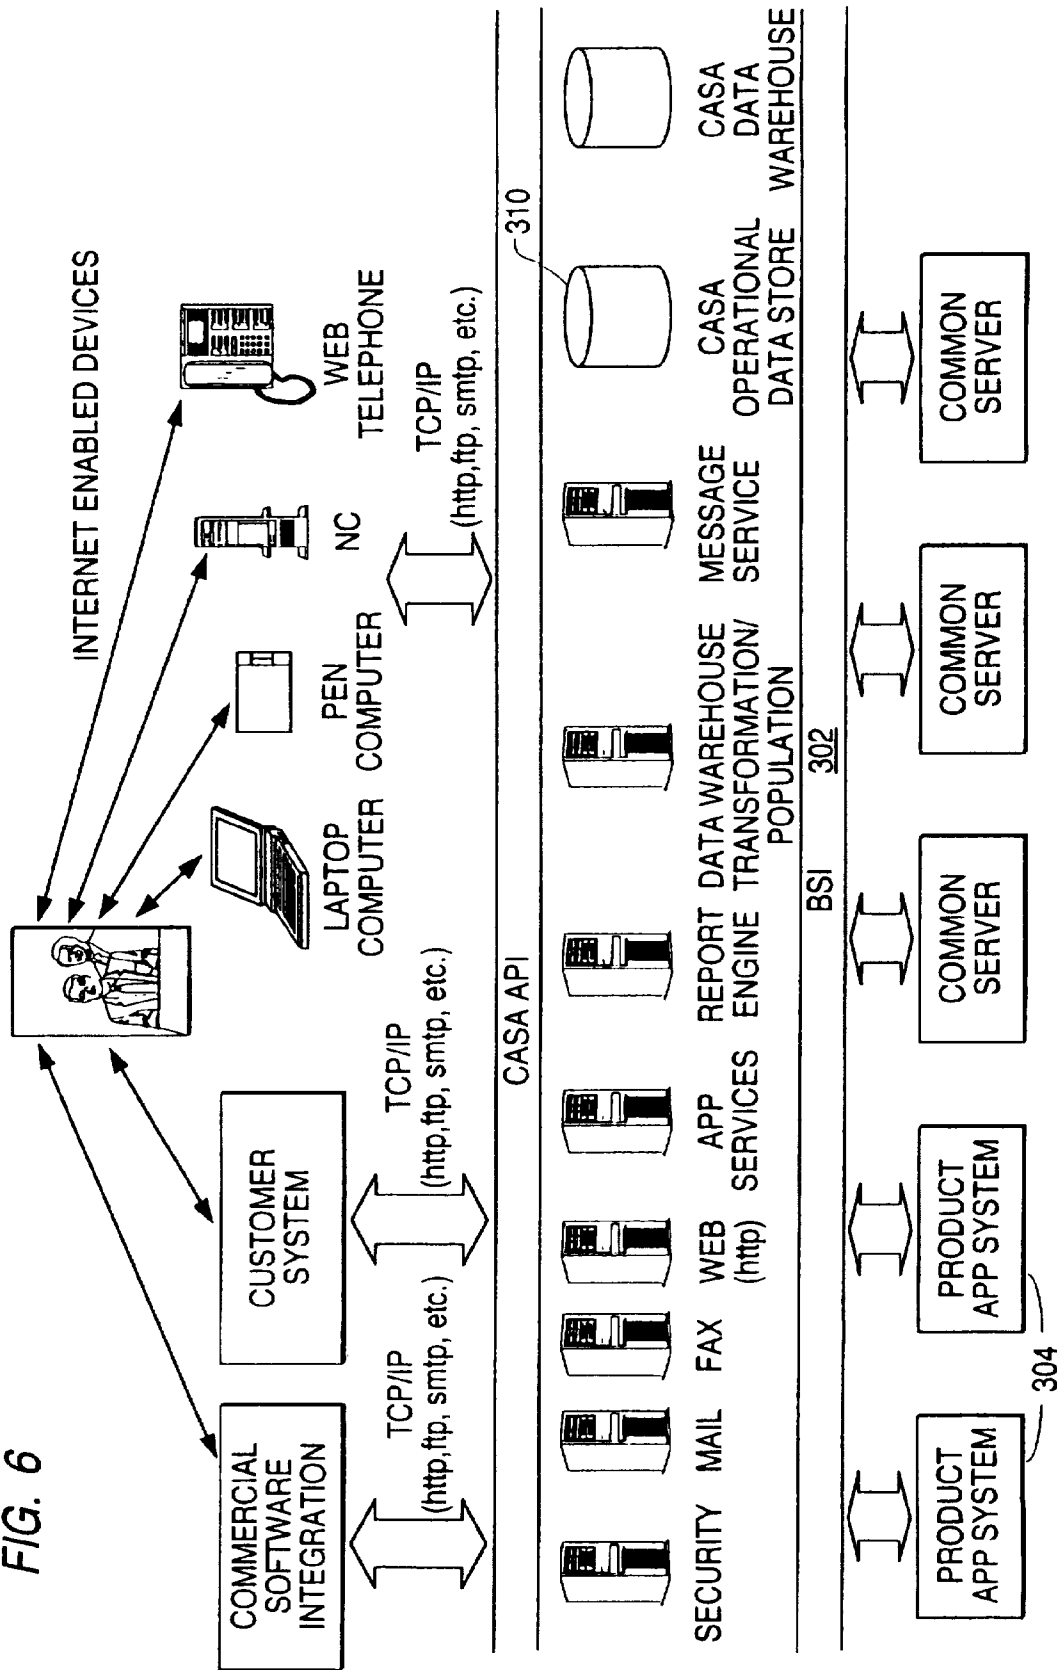 FIG. 6
INTERNET ENABLED DEVICES
COMMERCIAL
SOFTWARE
INTEGRATION
CUSTOMER
SYSTEM
LAPTOP
COMPUTER
PEN
COMPUTER
NC
WEB
TELEPHONE
TCP/IP
(http,ftp, smtp, etc.)
TCP/IP
(http,ftp, smtp, etc.)
TCP/IP
(http,ftp, smtp, etc.)
CASA API
310
SECURITY
MAIL
FAX
WEB
(http)
APP
SERVICES
REPORT
ENGINE
DATA WAREHOUSE
TRANSFORMATION/
POPULATION
MESSAGE
SERVICE
CASA
OPERATIONAL
DATA STORE
CASA
DATA
WAREHOUSE
BSI
302
PRODUCT
APP SYSTEM
PRODUCT
APP SYSTEM
COMMON
SERVER
COMMON
SERVER
COMMON
SERVER
304